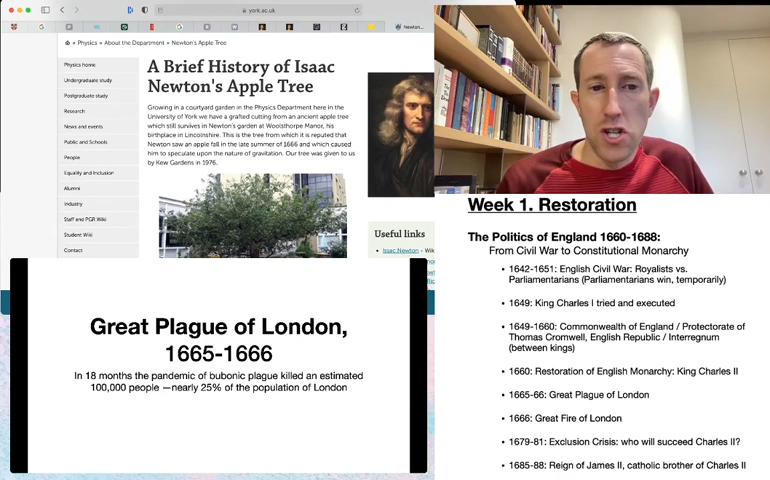 york.ac.uk
Newton...
Physics » About the Department » Newton's Apple Tree
Physics home
Undergraduate study
Postgraduate study
Research
News and events
Public and Schools
People
Equality and Inclusion
Alumni
Industry
Staff and PGR Wiki
Student Wiki
Contact
A Brief History of Isaac
Newton's Apple Tree
Growing in a courtyard garden in the Physics Department here in the
University of York we have a grafted cutting from an ancient apple tree
which still survives in Newton's garden at Woolsthorpe Manor, his
birthplace in Lincolnshire. This is the tree from which it is reputed that
Newton saw an apple fall in the late summer of 1666 and which caused
him to speculate upon the nature of gravitation. Our tree was given to us
by Kew Gardens in 1976.
Useful links
Isaac Newton - Wik
Great Plague of London,
1665-1666
In 18 months the pandemic of bubonic plague killed an estimated
100,000 people —nearly 25% of the population of London
Week 1. Restoration
The Politics of England 1660-1688:
From Civil War to Constitutional Monarchy
• 1642-1651: English Civil War: Royalists vs.
Parliamentarians (Parliamentarians win, temporarily)
• 1649: King Charles I tried and executed
• 1649-1660: Commonwealth of England / Protectorate of
Thomas Cromwell, English Republic / Interregnum
(between kings)
• 1660: Restoration of English Monarchy: King Charles II
• 1665-66: Great Plague of London
• 1666: Great Fire of London
• 1679-81: Exclusion Crisis: who will succeed Charles II?
• 1685-88: Reign of James II, catholic brother of Charles II